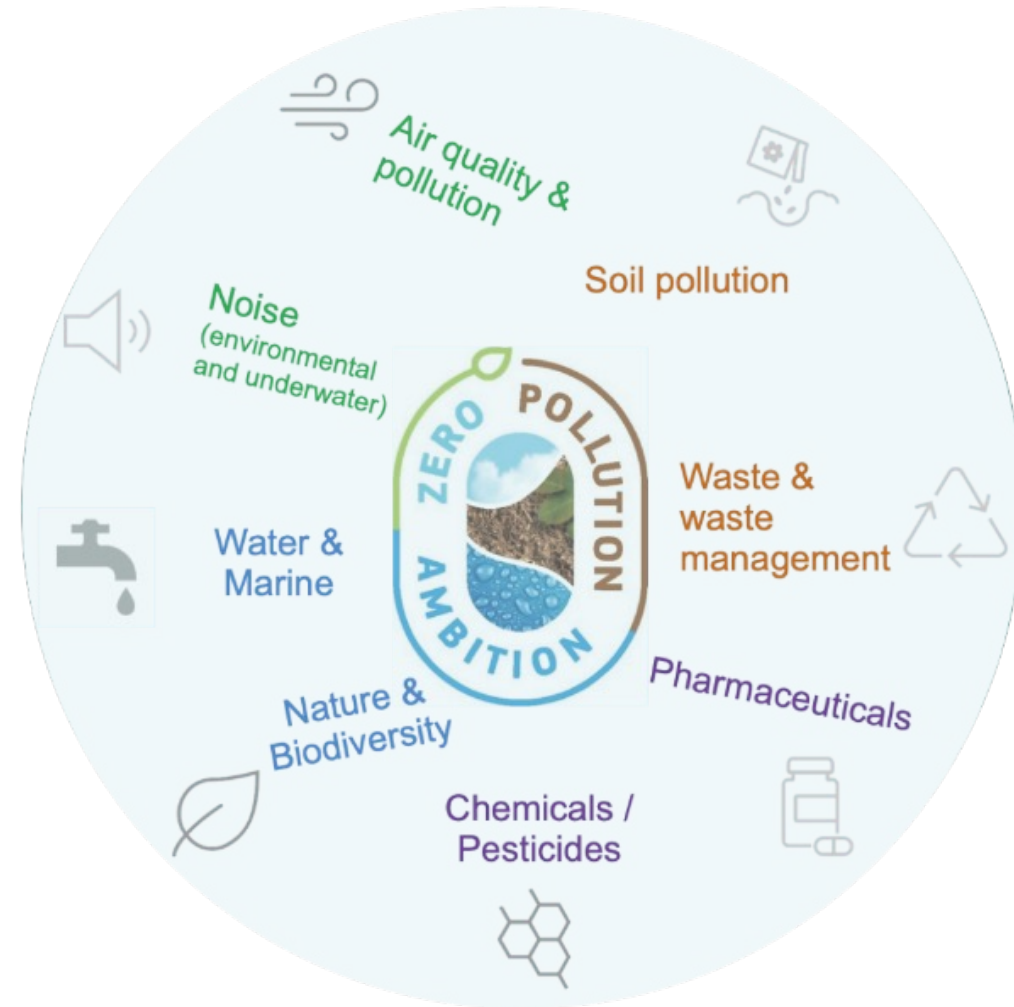 Air quality &
pollution
Soil pollution
Noise
(environmental
and underwater)
ZERO POLLUTION
AMBITION
Waste &
waste
management
Water &
Marine
Pharmaceuticals
Nature &
Biodiversity
Chemicals /
Pesticides